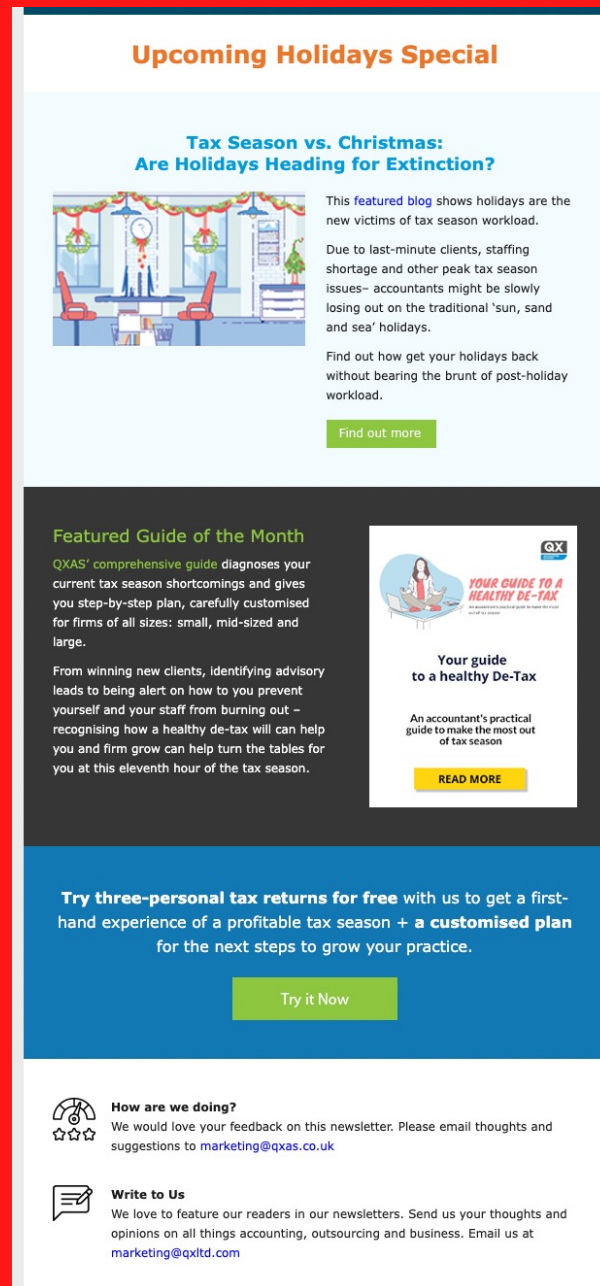 Upcoming Holidays Special
Tax Season vs. Christmas:
Are Holidays Heading for Extinction?
This featured blog shows holidays are the
new victims of tax season workload.
Due to last-minute clients, staffing
shortage and other peak tax season
issues– accountants might be slowly
losing out on the traditional ‘sun, sand
and sea’ holidays.
Find out how get your holidays back
without bearing the brunt of post-holiday
workload.
Find out more
Featured Guide of the Month
QXAS’ comprehensive guide diagnoses your
current tax season shortcomings and gives
you step-by-step plan, carefully customised
for firms of all sizes: small, mid-sized and
large.
From winning new clients, identifying advisory
leads to being alert on how to you prevent
yourself and your staff from burning out –
recognising how a healthy de-tax will can help
you and firm grow can help turn the tables for
you at this eleventh hour of the tax season.
QX
YOUR GUIDE TO A
HEALTHY DE-TAX
An accountant's practical guide to make the most
out of tax season
Your guide
to a healthy De-Tax
An accountant's practical
guide to make the most out
of tax season
READ MORE
Try three-personal tax returns for free with us to get a first-
hand experience of a profitable tax season + a customised plan
for the next steps to grow your practice.
Try it Now
How are we doing?
We would love your feedback on this newsletter. Please email thoughts and
suggestions to marketing@qxas.co.uk
Write to Us
We love to feature our readers in our newsletters. Send us your thoughts and
opinions on all things accounting, outsourcing and business. Email us at
marketing@qxltd.com